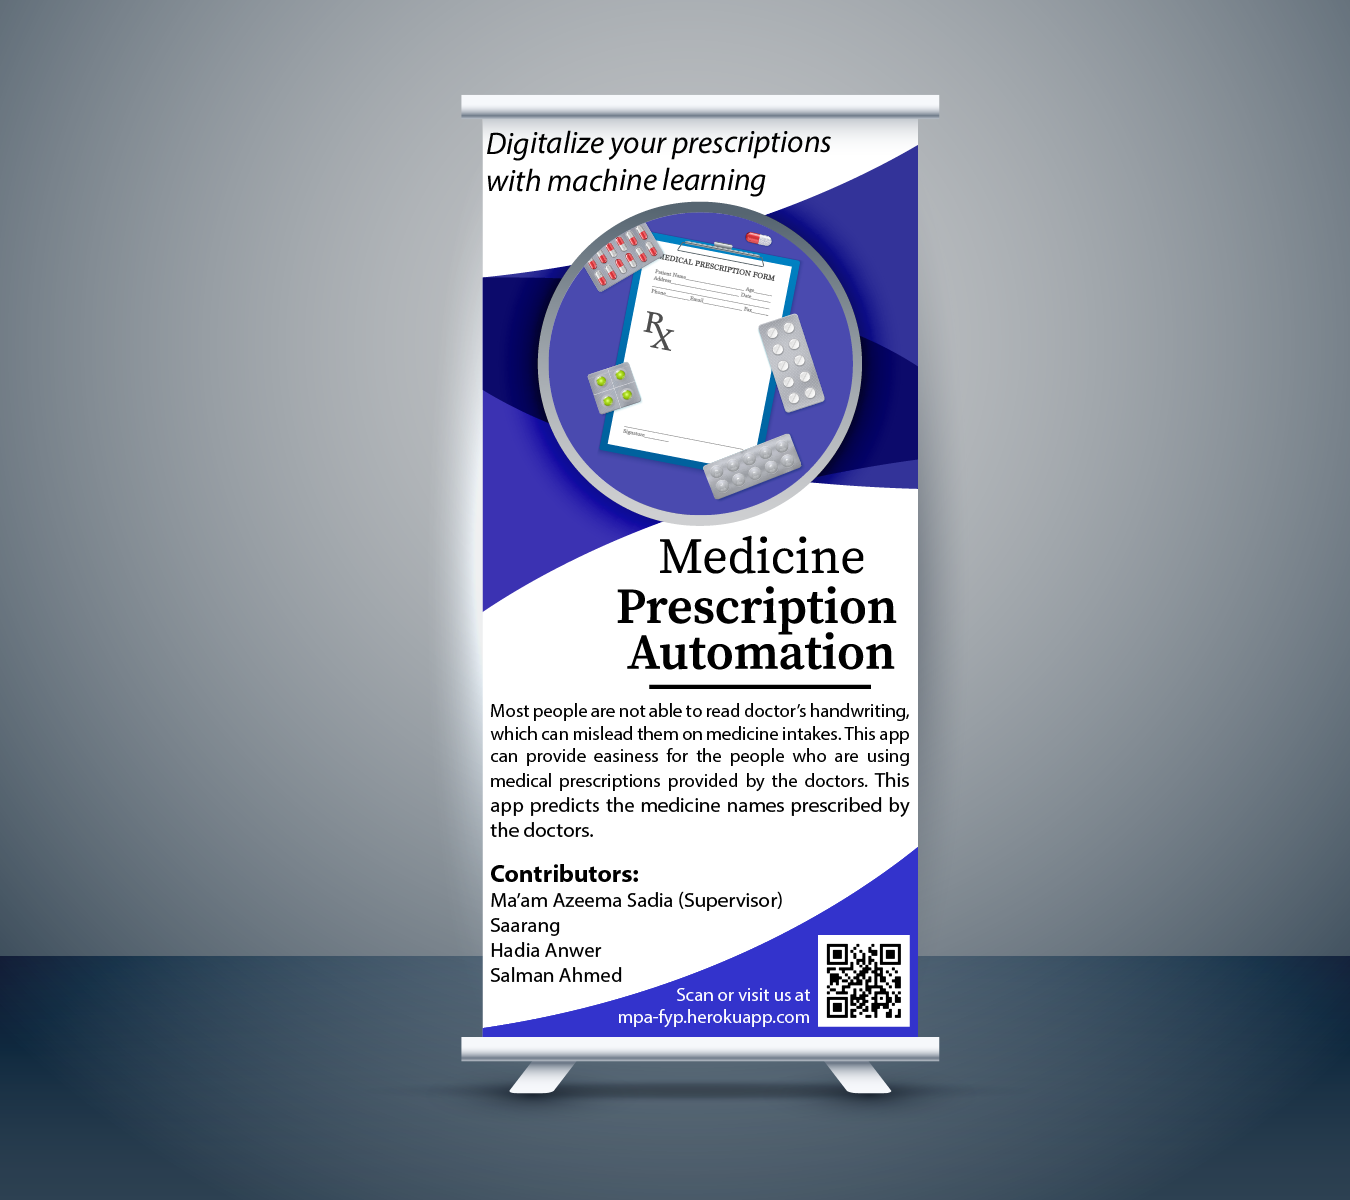 Digitalize your prescriptions
with machine learning
MEDICAL PRESCRIPTION FORM
Patient Name Age
Address Date
Phone Email Fax
Rx
Signature
Medicine
Prescription
Automation
Most people are not able to read doctor’s handwriting,
which can mislead them on medicine intakes. This app
can provide easiness for the people who are using
medical prescriptions provided by the doctors. This
app predicts the medicine names prescribed by
the doctors.
Contributors:
Ma’am Azeema Sadia (Supervisor)
Saarang
Hadia Anwer
Salman Ahmed
Scan or visit us at
mpa-fyp.herokuapp.com